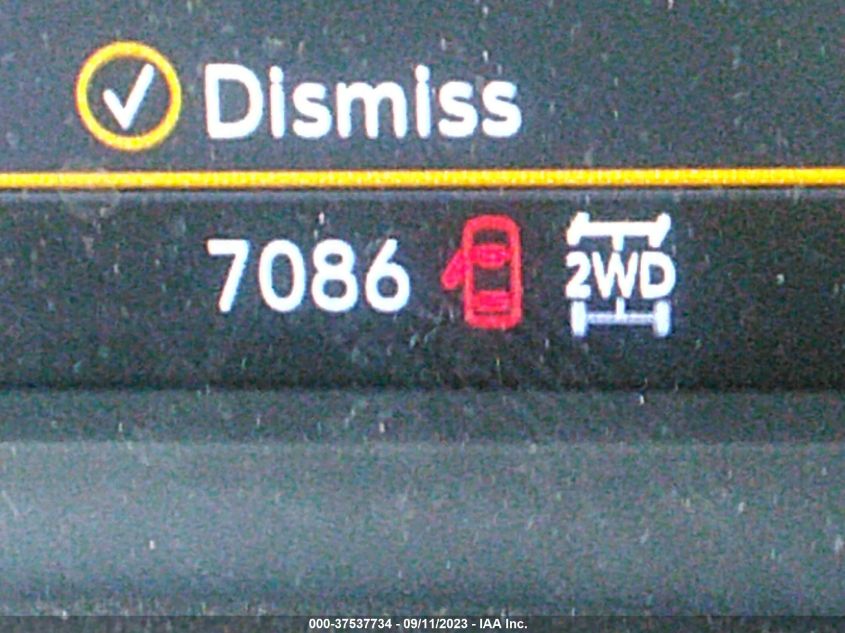 Dismiss
7086
2WD
000-37537734 - 09/11/2023 - IAA Inc.